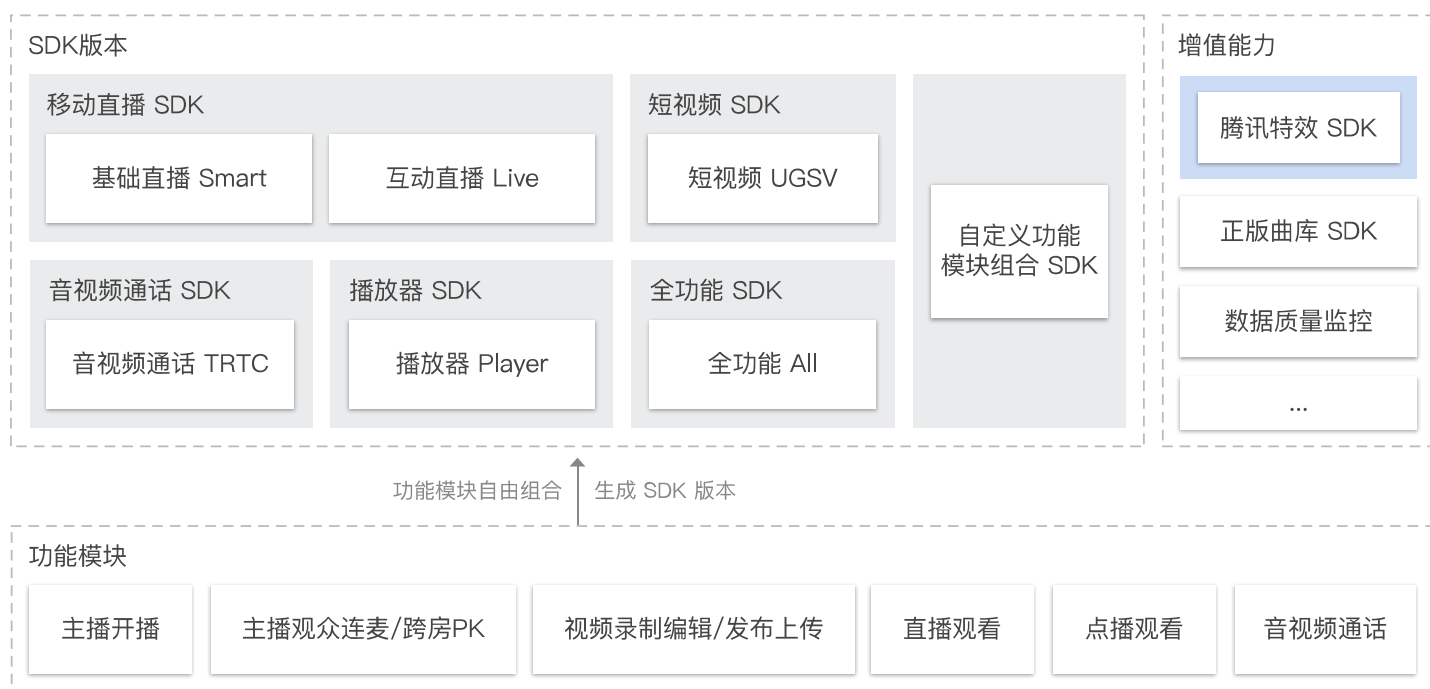 SDK版本
移动直播 SDK
基础直播 Smart
互动直播 Live
短视频 SDK
短视频 UGSV
自定义功能
模块组合 SDK
音视频通话 SDK
音视频通话 TRTC
播放器 SDK
播放器 Player
全功能 SDK
全功能 All
增值能力
腾讯特效 SDK
正版曲库 SDK
数据质量监控
...
功能模块自由组合
生成 SDK 版本
功能模块
主播开播
主播观众连麦/跨房PK
视频录制编辑/发布上传
直播观看
点播观看
音视频通话